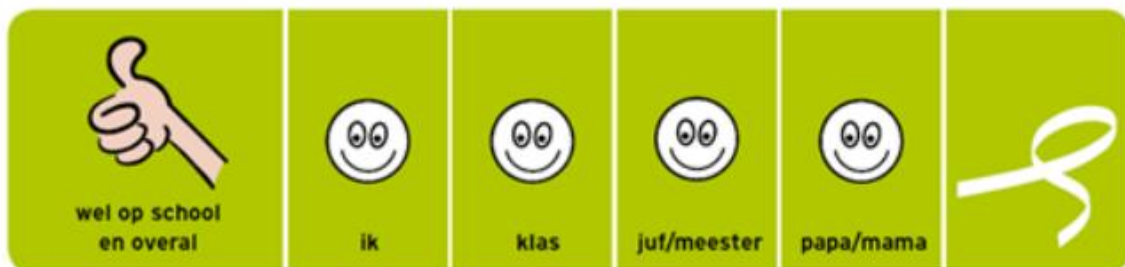 wel op school
en overal
ik
klas
juf/meester
papa/mama